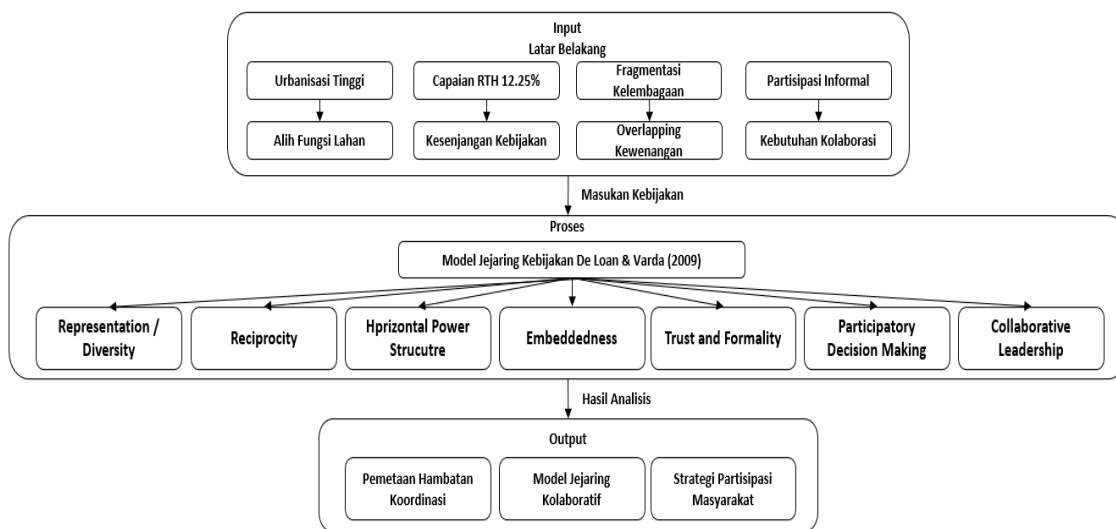 Input
Latar Belakang
Urbanisasi Tinggi
Capaian RTH 12.25%
Fragmentasi
Kelembagaan
Partisipasi Informal
Alih Fungsi Lahan
Kesenjangan Kebijakan
Overlapping
Kewenangan
Kebutuhan Kolaborasi
Masukan Kebijakan
Proses
Model Jejaring Kebijakan De Loan & Varda (2009)
Representation /
Diversity
Reciprocity
Hprizontal Power
Strucutre
Embeddedness
Trust and Formality
Participatory
Decision Making
Collaborative
Leadership
Hasil Analisis
Output
Pemetaan Hambatan
Koordinasi
Model Jejaring
Kolaboratif
Strategi Partisipasi
Masyarakat